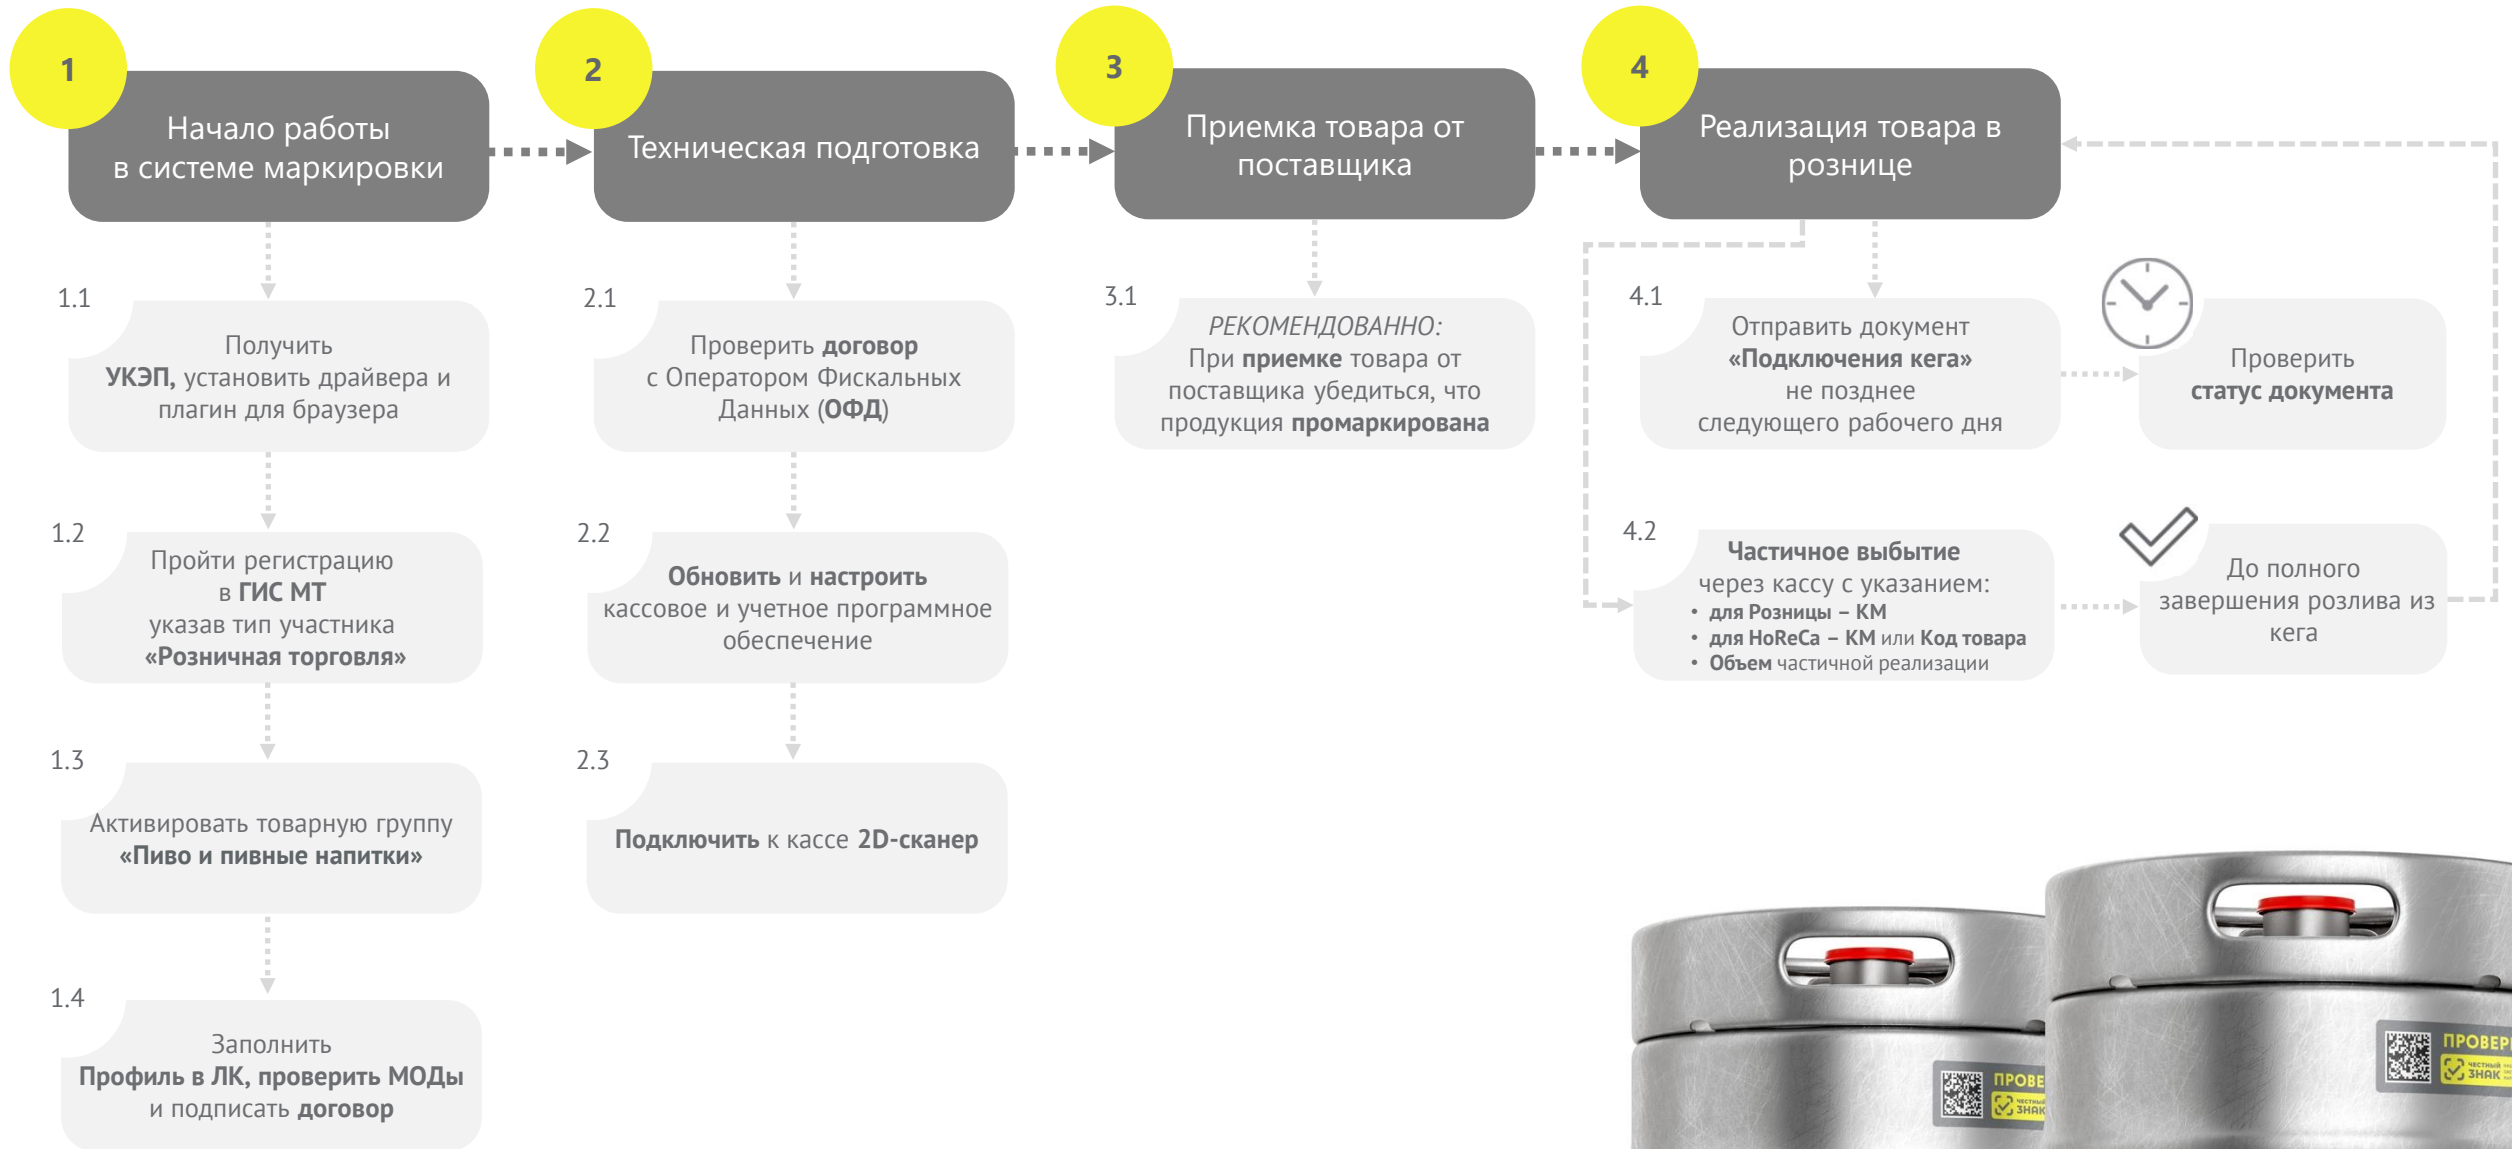 1
Начало работы
в системе маркировки
1.1
Получить
УКЭП, установить драйвера и
плагин для браузера
1.2
Пройти регистрацию
в ГИС МТ
указав тип участника
«Розничная торговля»
1.3
Активировать товарную группу
«Пиво и пивные напитки»
1.4
Заполнить
Профиль в ЛК, проверить МОДы
и подписать договор
2
Техническая подготовка
2.1
Проверить договор
с Оператором Фискальных
Данных (ОФД)
2.2
Обновить и настроить
кассовое и учетное программное
обеспечение
2.3
Подключить к кассе 2D-сканер
3
Приемка товара от
поставщика
3.1
РЕКОМЕНДОВАННО:
При приемке товара от
поставщика убедиться, что
продукция промаркирована
4
Реализация товара в
рознице
4.1
Отправить документ
«Подключения кега»
не позднее
следующего рабочего дня
Проверить
статус документа
4.2
Частичное выбытие
через кассу с указанием:
• для Розницы – КМ
• для HoReCa – КМ или Код товара
• Объем частичной реализации
До полного
завершения розлива из
кега
ПРОВЕ
ЧЕСТНЫЙ
ЗНАК
ПРОВЕР
ЧЕСТНЫЙ
ЗНАК